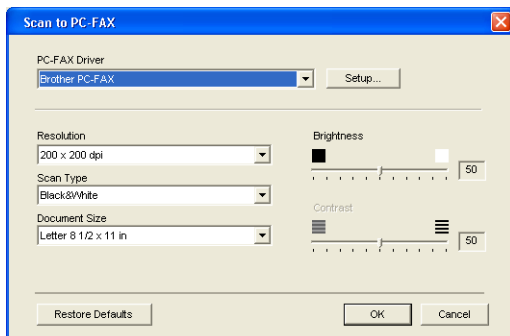 Scan to PC-FAX
PC-FAX Driver
Brother PC-FAX
Setup...
Resolution
200 x 200 dpi
Scan Type
Black&White
Document Size
Letter 8 1/2 x 11 in
Brightness
50
Contrast
50
Restore Defaults
OK
Cancel